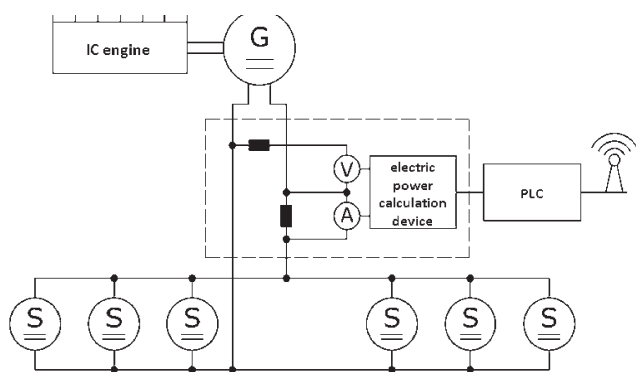 G
IC engine
V
electric
power
calculation
device
A
PLC
S S S S S S